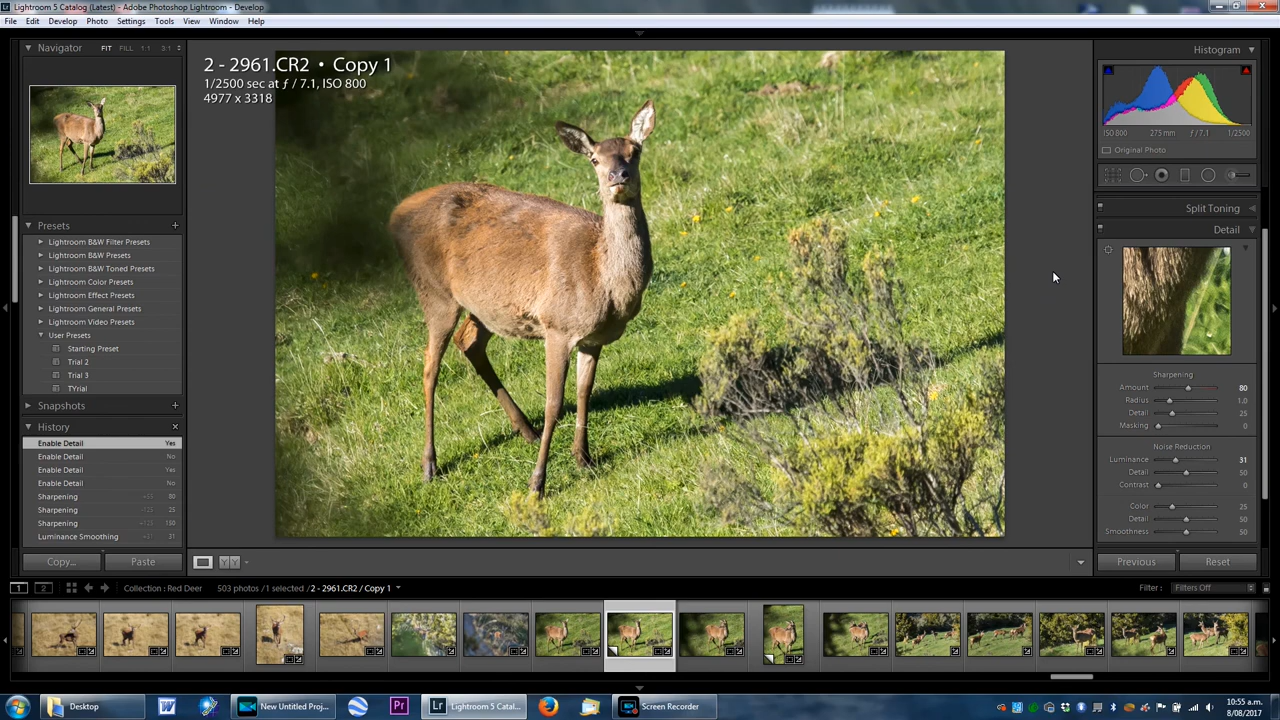 Lightroom 5 Catalog (Latest) - Adobe Photoshop Lightroom - Develop
File Edit Develop Photo Settings Tools View Window Help
Navigator FIT FILL 1:1 3:1
Presets
Lightroom B&W Filter Presets
Lightroom B&W Presets
Lightroom B&W Toned Presets
Lightroom Color Presets
Lightroom Effect Presets
Lightroom General Presets
Lightroom Video Presets
User Presets
Starting Preset
Trial 2
Trial 3
TYrial
Snapshots
History
Enable Detail Yes
Enable Detail No
Enable Detail Yes
Enable Detail No
Sharpening +55 80
Sharpening -125 25
Sharpening +125 150
Luminance Smoothing +31 31
Copy... Paste
2 - 2961.CR2 • Copy 1
1/2500 sec at ƒ / 7.1, ISO 800
4977 x 3318
Histogram
ISO 800 275 mm ƒ / 7.1 1/2500
Original Photo
Split Toning
Detail
Sharpening
Amount 80
Radius 1.0
Detail 25
Masking 0
Noise Reduction
Luminance 31
Detail 50
Contrast 0
Color 25
Detail 50
Smoothness 50
Previous Reset
1 2 Collection : Red Deer 503 photos / 1 selected / 2 - 2961.CR2 / Copy 1 Filter : Filters Off
Desktop New Untitled Proj... Lightroom 5 Catal... Screen Recorder
10:55 a.m.
8/08/2017